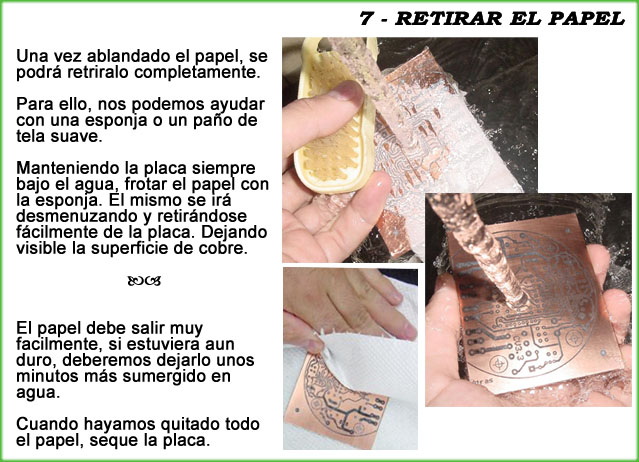 7 - RETIRAR EL PAPEL
Una vez ablandado el papel, se
podrá retriralo completamente.
Para ello, nos podemos ayudar
con una esponja o un paño de
tela suave.
Manteniendo la placa siempre
bajo el agua, frotar el papel con
la esponja. El mismo se irá
desmenuzando y retirándose
fácilmente de la placa. Dejando
visible la superficie de cobre.
El papel debe salir muy
facilmente, si estuviera aun
duro, deberemos dejarlo unos
minutos más sumergido en
agua.
Cuando hayamos quitado todo
el papel, seque la placa.